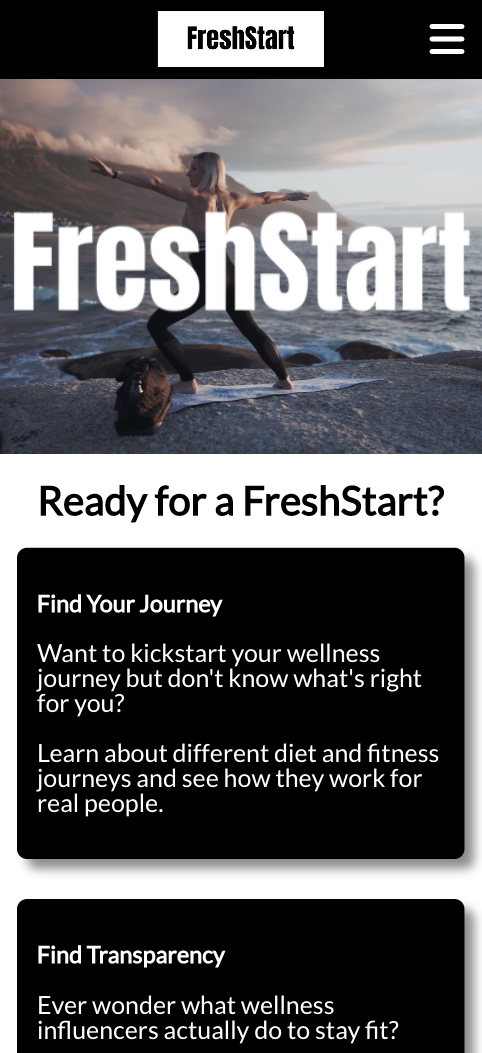 FreshStart
FreshStart
Ready for a FreshStart?
Find Your Journey
Want to kickstart your wellness
journey but don't know what's right
for you?
Learn about different diet and fitness
journeys and see how they work for
real people.
Find Transparency
Ever wonder what wellness
influencers actually do to stay fit?